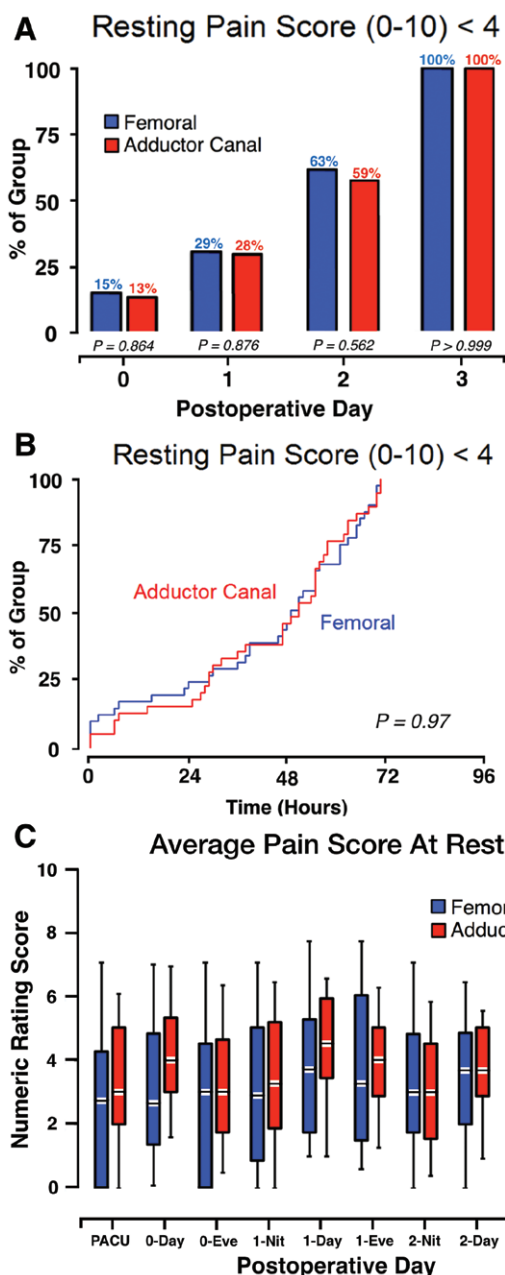 A
Resting Pain Score (0-10) < 4
% of Group
100
75
50
25
0
Femoral
Adductor Canal
15%
13%
29%
28%
63%
59%
100%
100%
P = 0.864
P = 0.876
P = 0.562
P > 0.999
0
1
2
3
Postoperative Day
B
Resting Pain Score (0-10) < 4
% of Group
100
75
50
25
0
Adductor Canal
Femoral
P = 0.97
0
24
48
72
96
Time (Hours)
C
Average Pain Score At Rest
Numeric Rating Score
10
8
6
4
2
0
Femor
Adduc
PACU
0-Day
0-Eve
1-Nit
1-Day
1-Eve
2-Nit
2-Day
Postoperative Day